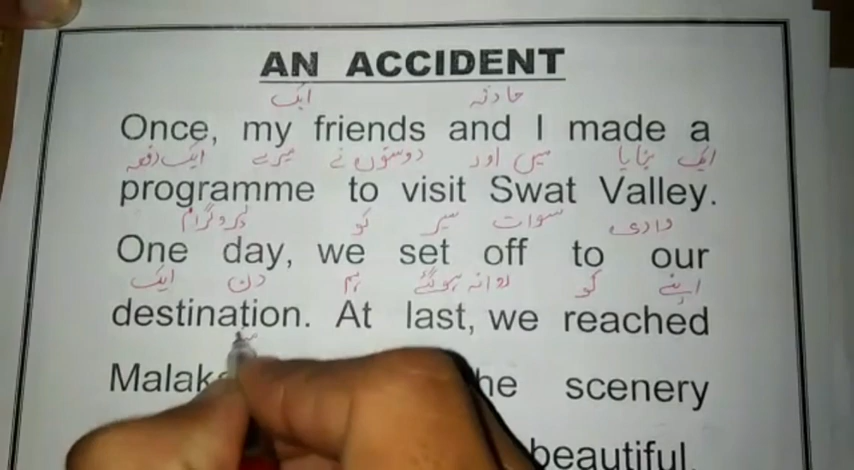 AN ACCIDENT
ایک حادثہ
Once, my friends and I made a
ایک دفعہ میرے دوستوں نے اور میں بنایا ایک
programme to visit Swat Valley.
پروگرام کو سیر سوات وادی
One day, we set off to our
ایک دن ہم روانہ ہوگئے کو اپنے
destination. At last, we reached
Malak he scenery
beautiful